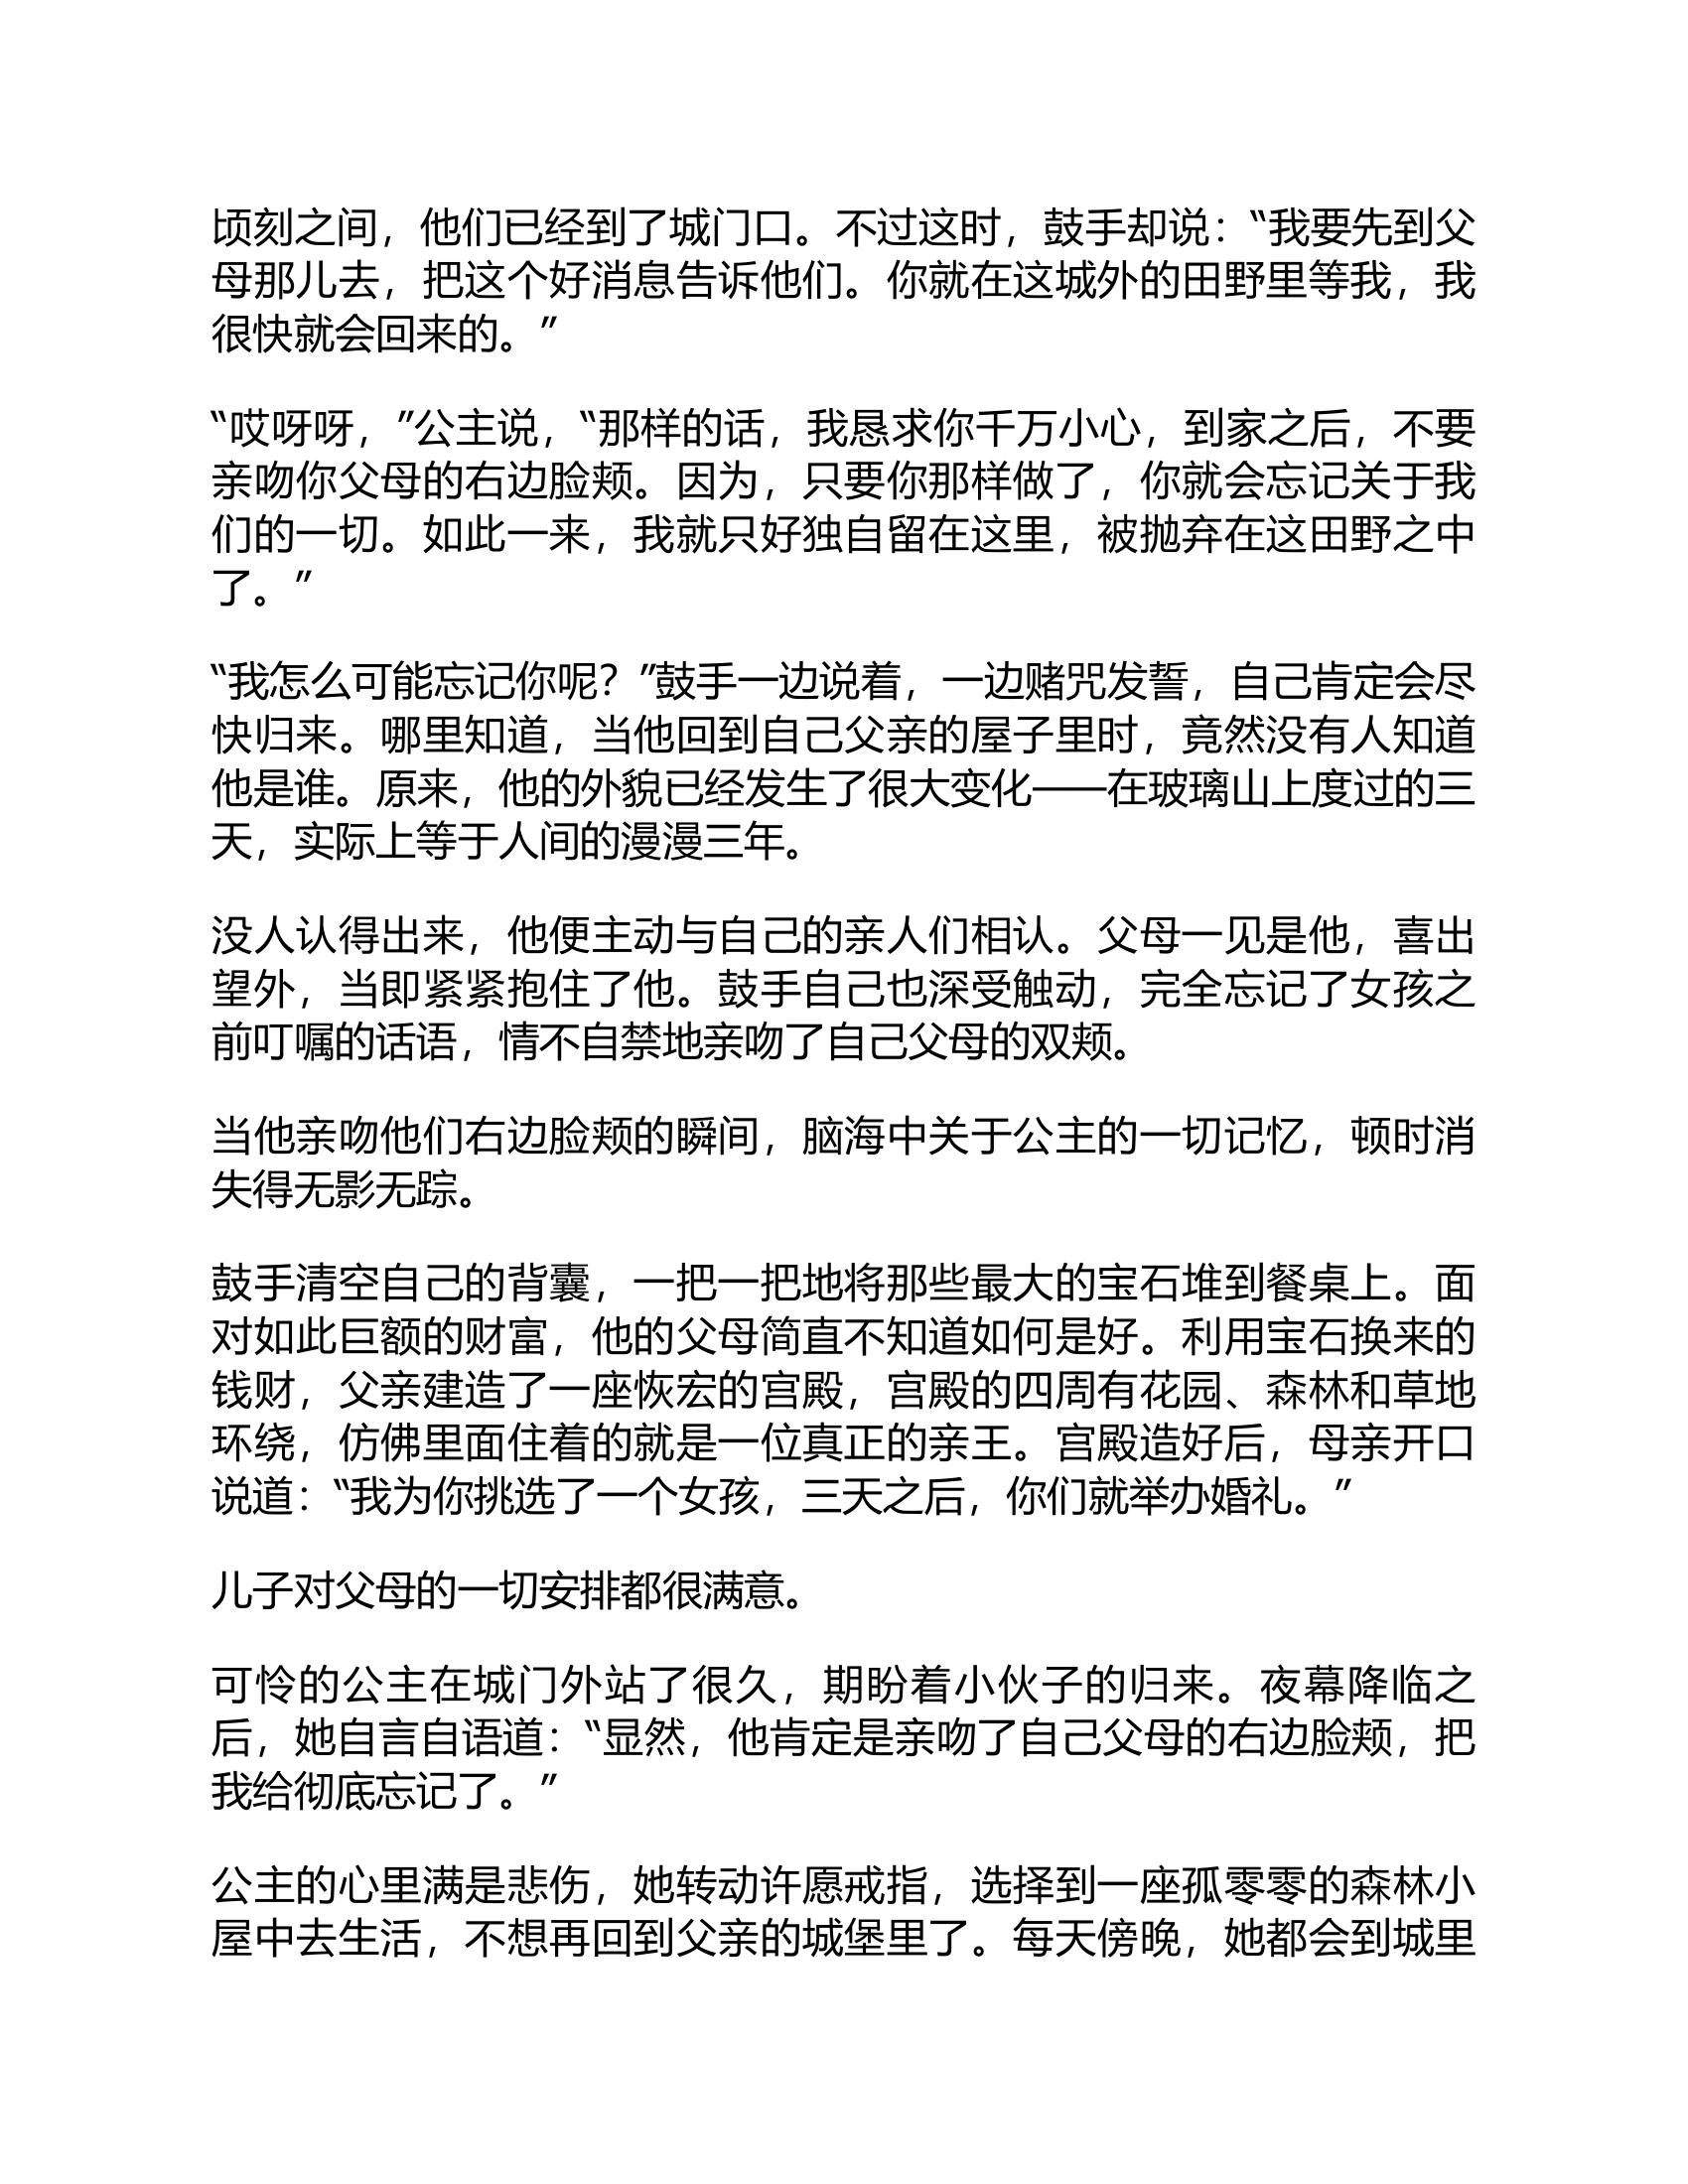 顷刻之间，他们已经到了城门口。不过这时，鼓手却说：“我要先到父
母那儿去，把这个好消息告诉他们。你就在这城外的田野里等我，我
很快就会回来的。”
“哎呀呀，”公主说，“那样的话，我恳求你千万小心，到家之后，不要
亲吻你父母的右边脸颊。因为，只要你那样做了，你就会忘记关于我
们的一切。如此一来，我就只好独自留在这里，被抛弃在这田野之中
了。”
“我怎么可能忘记你呢？”鼓手一边说着，一边赌咒发誓，自己肯定会尽
快归来。哪里知道，当他回到自己父亲的屋子里时，竟然没有人知道
他是谁。原来，他的外貌已经发生了很大变化——在玻璃山上度过的三
天，实际上等于人间的漫漫三年。
没人认得出来，他便主动与自己的亲人们相认。父母一见是他，喜出
望外，当即紧紧抱住了他。鼓手自己也深受触动，完全忘记了女孩之
前叮嘱的话语，情不自禁地亲吻了自己父母的双颊。
当他亲吻他们右边脸颊的瞬间，脑海中关于公主的一切记忆，顿时消
失得无影无踪。
鼓手清空自己的背囊，一把一把地将那些最大的宝石堆到餐桌上。面
对如此巨额的财富，他的父母简直不知道如何是好。利用宝石换来的
钱财，父亲建造了一座恢宏的宫殿，宫殿的四周有花园、森林和草地
环绕，仿佛里面住着的就是一位真正的亲王。宫殿造好后，母亲开口
说道：“我为你挑选了一个女孩，三天之后，你们就举办婚礼。”
儿子对父母的一切安排都很满意。
可怜的公主在城门外站了很久，期盼着小伙子的归来。夜幕降临之
后，她自言自语道：“显然，他肯定是亲吻了自己父母的右边脸颊，把
我给彻底忘记了。”
公主的心里满是悲伤，她转动许愿戒指，选择到一座孤零零的森林小
屋中去生活，不想再回到父亲的城堡里了。每天傍晚，她都会到城里